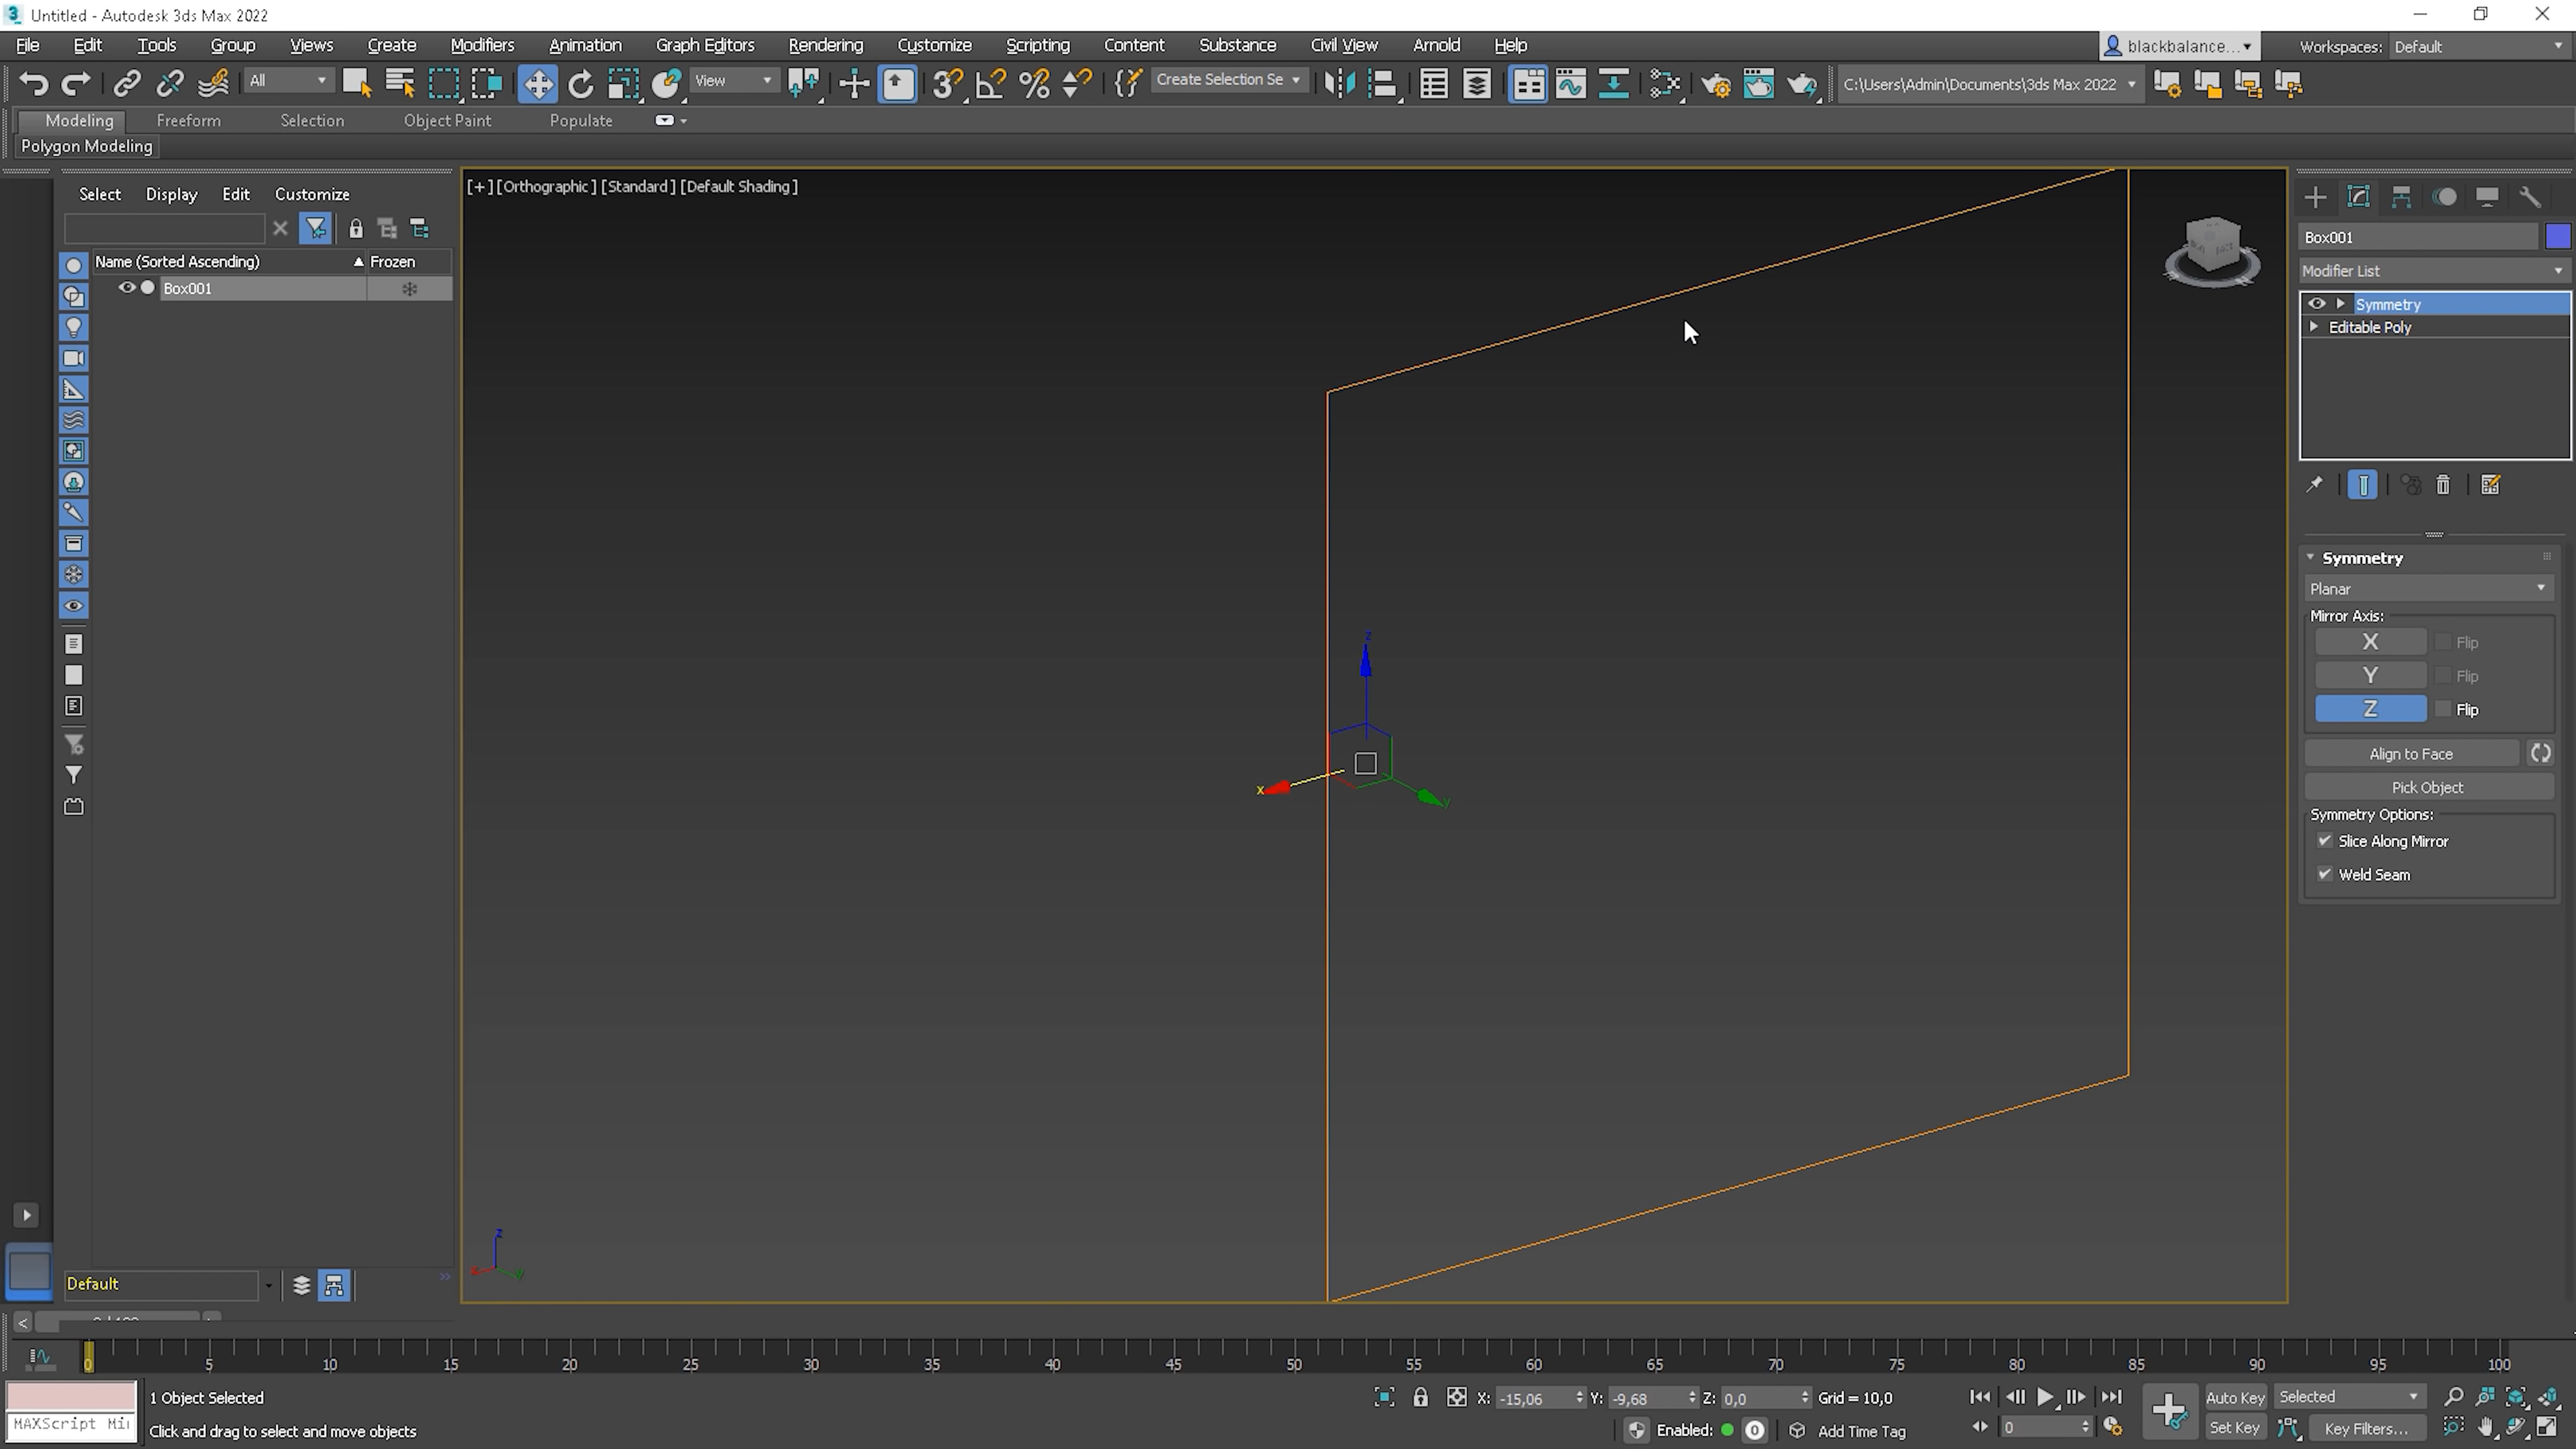 Untitled - Autodesk 3ds Max 2022
File Edit Tools Group Views Create Modifiers Animation Graph Editors Rendering Customize Scripting Content Substance Civil View Arnold Help
blackbalance... Workspaces: Default
All View Create Selection Se C:\Users\Admin\Documents\3ds Max 2022
Modeling Freeform Selection Object Paint Populate
Polygon Modeling
Select Display Edit Customize
[+] [Orthographic ] [Standard ] [Default Shading ]
Name (Sorted Ascending) Frozen
Box001
Box001
Modifier List
Symmetry
Editable Poly
Symmetry
Planar
Mirror Axis:
X Flip
Y Flip
Z Flip
Align to Face
Pick Object
Symmetry Options:
Slice Along Mirror
Weld Seam
z
x
y
z
x y
Default
0 5 10 15 20 25 30 35 40 45 50 55 60 65 70 75 80 85 90 95 100
1 Object Selected
X: -15,06 Y: -9,68 Z: 0,0 Grid = 10,0
Auto Key Selected
MAXScript Mi
Click and drag to select and move objects
Enabled: 0 Add Time Tag
0
Set Key Key Filters...